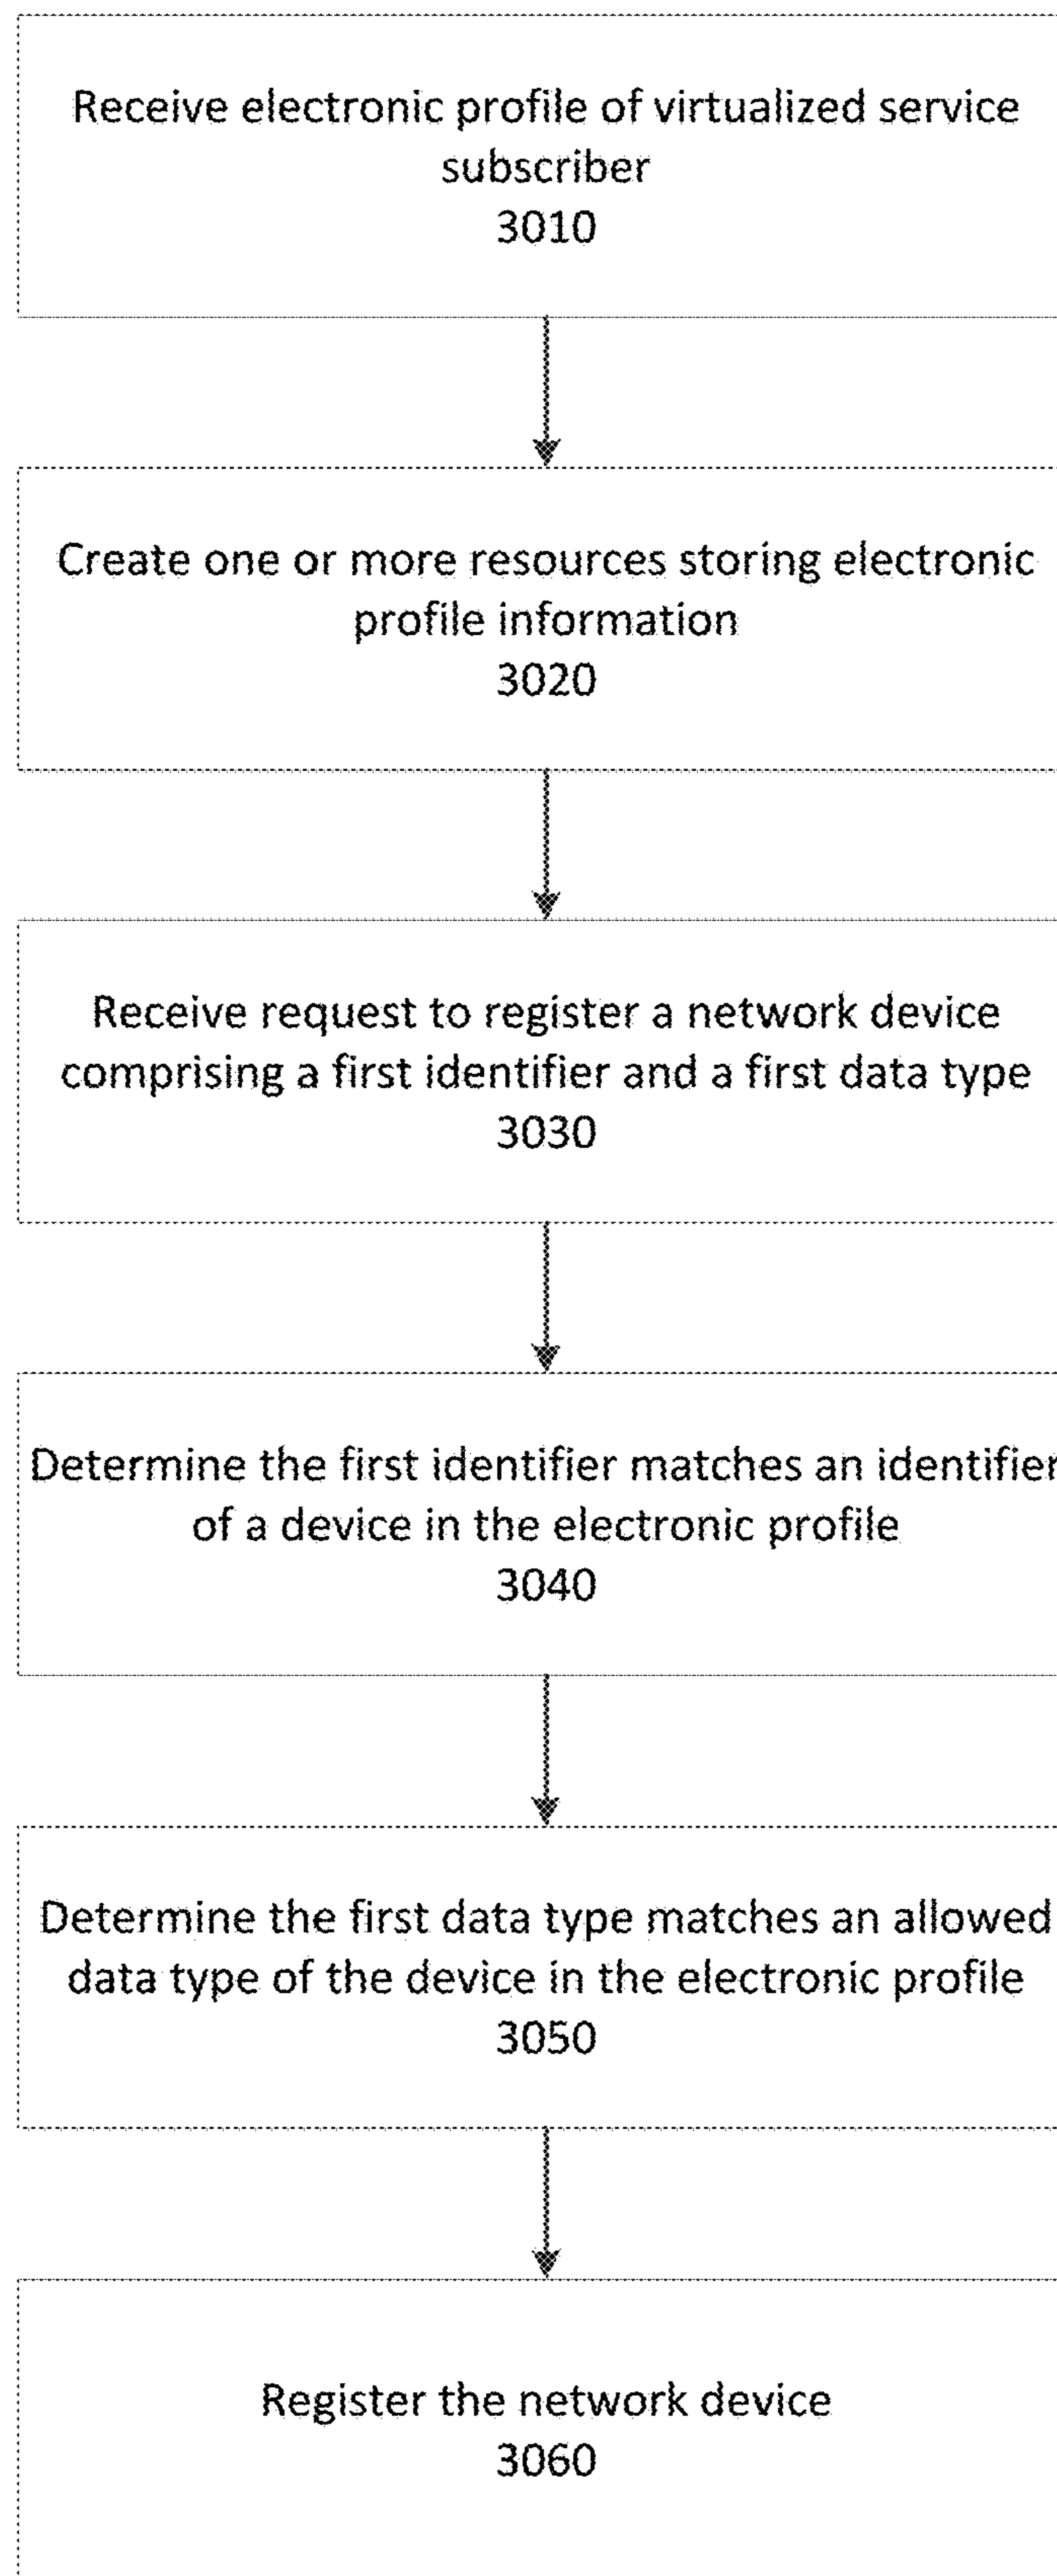 Receive electronic profile of virtualized service
subscriber
3010
Create one or more resources storing electronic
profile information
3020
Receive request to register a network device
comprising a first identifier and a first data type
3030
Determine the first identifier matches an identifier
of a device in the electronic profile
3040
Determine the first data type matches an allowed
data type of the device in the electronic profile
3050
Register the network device
3060